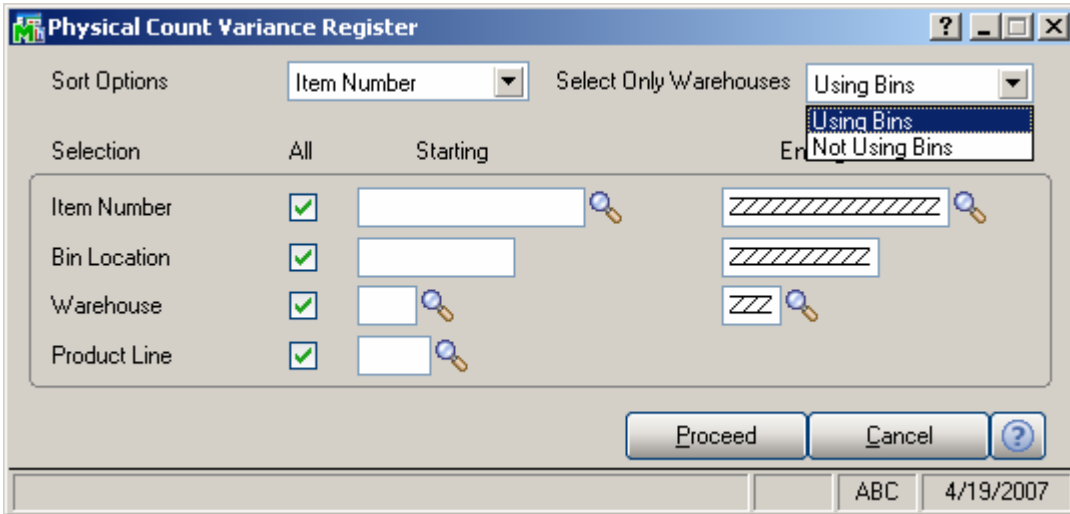 Physical Count Variance Register
Sort Options Item Number Select Only Warehouses Using Bins
Using Bins
Selection All Starting Not Using Bins
Item Number
Bin Location
Warehouse
Product Line
Proceed Cancel
ABC 4/19/2007